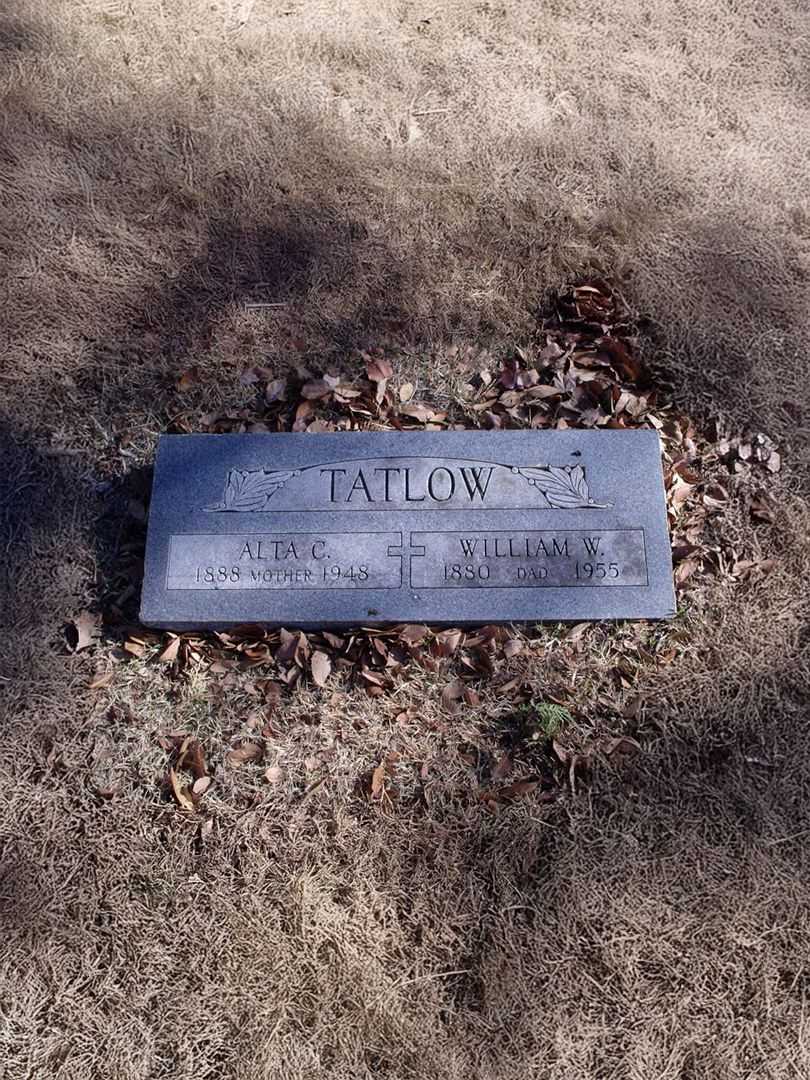 TATLOW
ALTA C.
1888 MOTHER 1948
WILLIAM W.
1880 DAD 1955